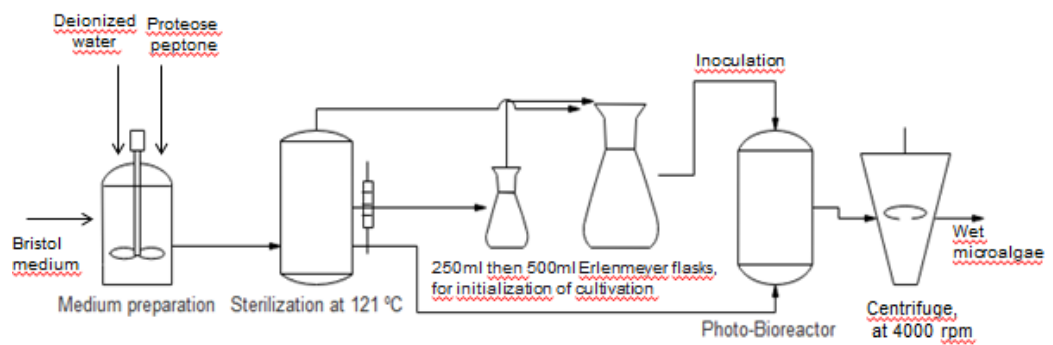 Deionized
water
Proteose
peptone
Inoculation
Bristol
medium
Wet
microalgae
250ml then 500ml Erlenmeyer flasks,
for initialization of cultivation
Medium preparation
Sterilization at 121 ºC
Photo-Bioreactor
Centrifuge,
at 4000 rpm